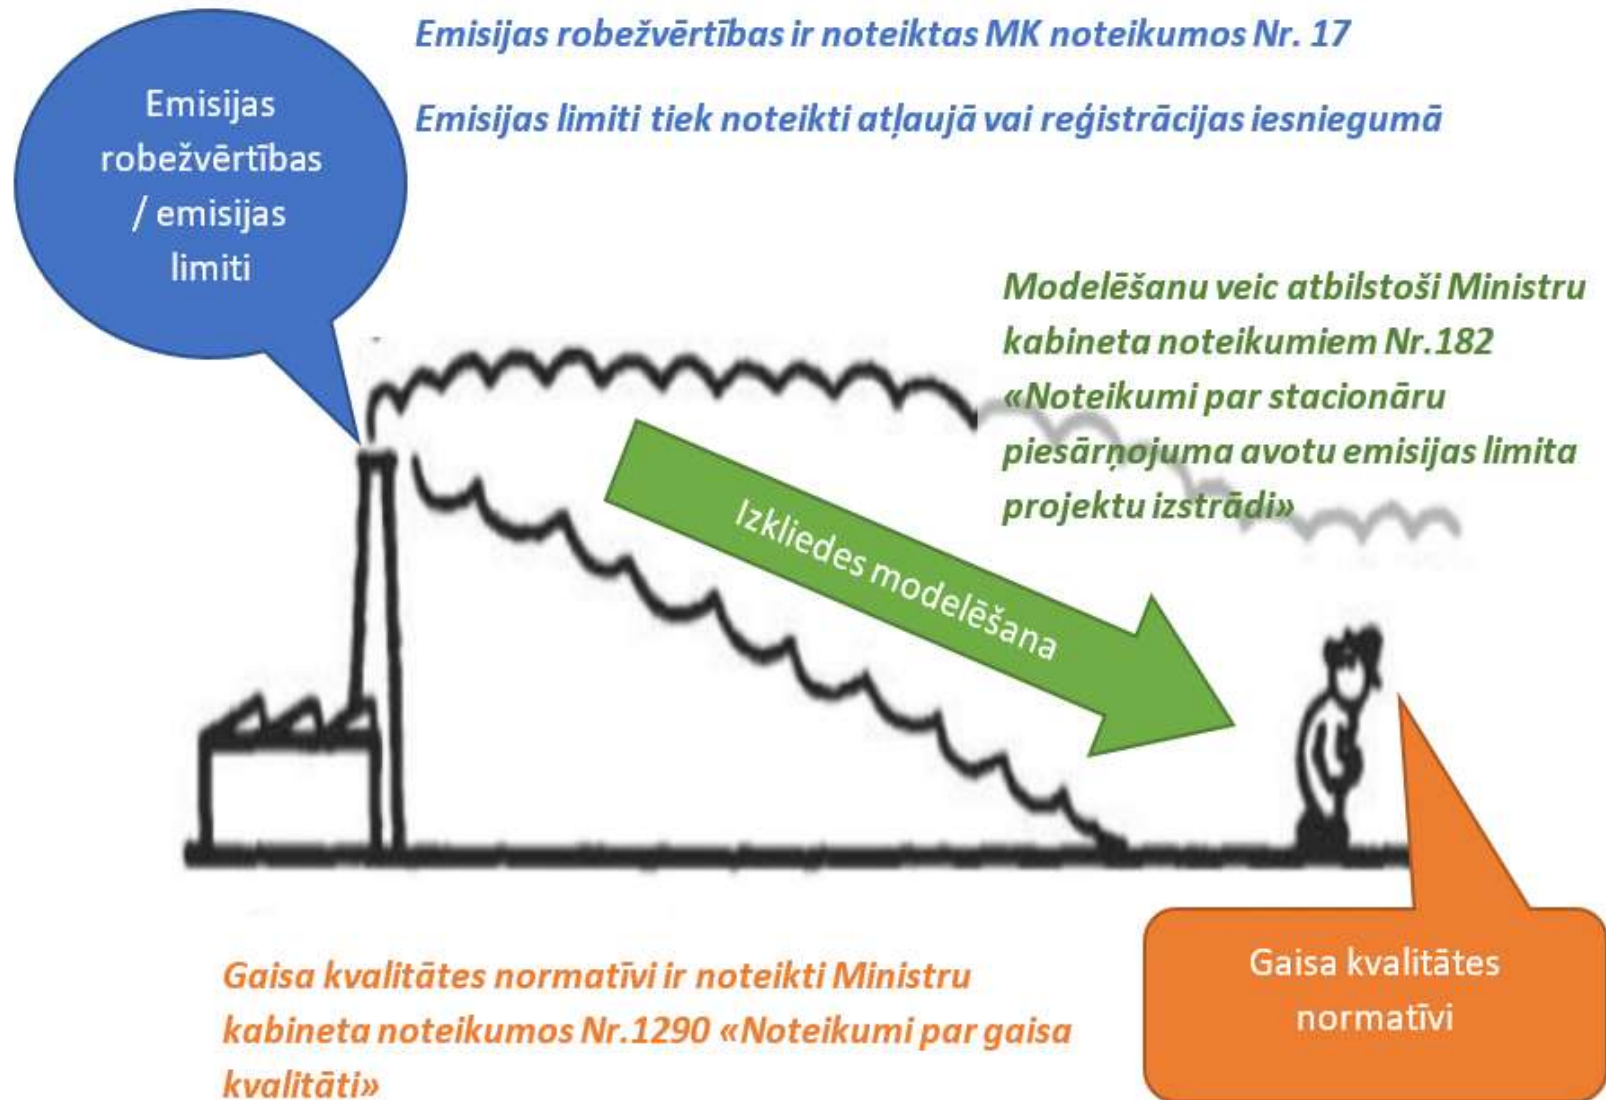 Emisijas robežvērtības ir noteiktas MK noteikumos Nr. 17
Emisijas limiti tiek noteikti atļaujā vai reģistrācijas iesniegumā
Emisijas
robežvērtības
/ emisijas
limiti
Modelēšanu veic atbilstoši Ministru
kabineta noteikumiem Nr.182
«Noteikumi par stacionāru
piesārņojuma avotu emisijas limita
projektu izstrādi»
Izkliedes modelēšana
Gaisa kvalitātes normatīvi ir noteikti Ministru
kabineta noteikumos Nr.1290 «Noteikumi par gaisa
kvalitāti»
Gaisa kvalitātes
normatīvi